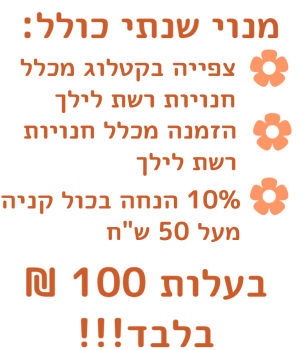 מנוי שנתי כולל:
צפייה בקטלוג מכלל
חנויות רשת לילך
הזמנה מכלל חנויות
רשת לילך
10% הנחה בכול קניה
מעל 50 ש"ח
בעלות 100 ₪
בלבד!!!